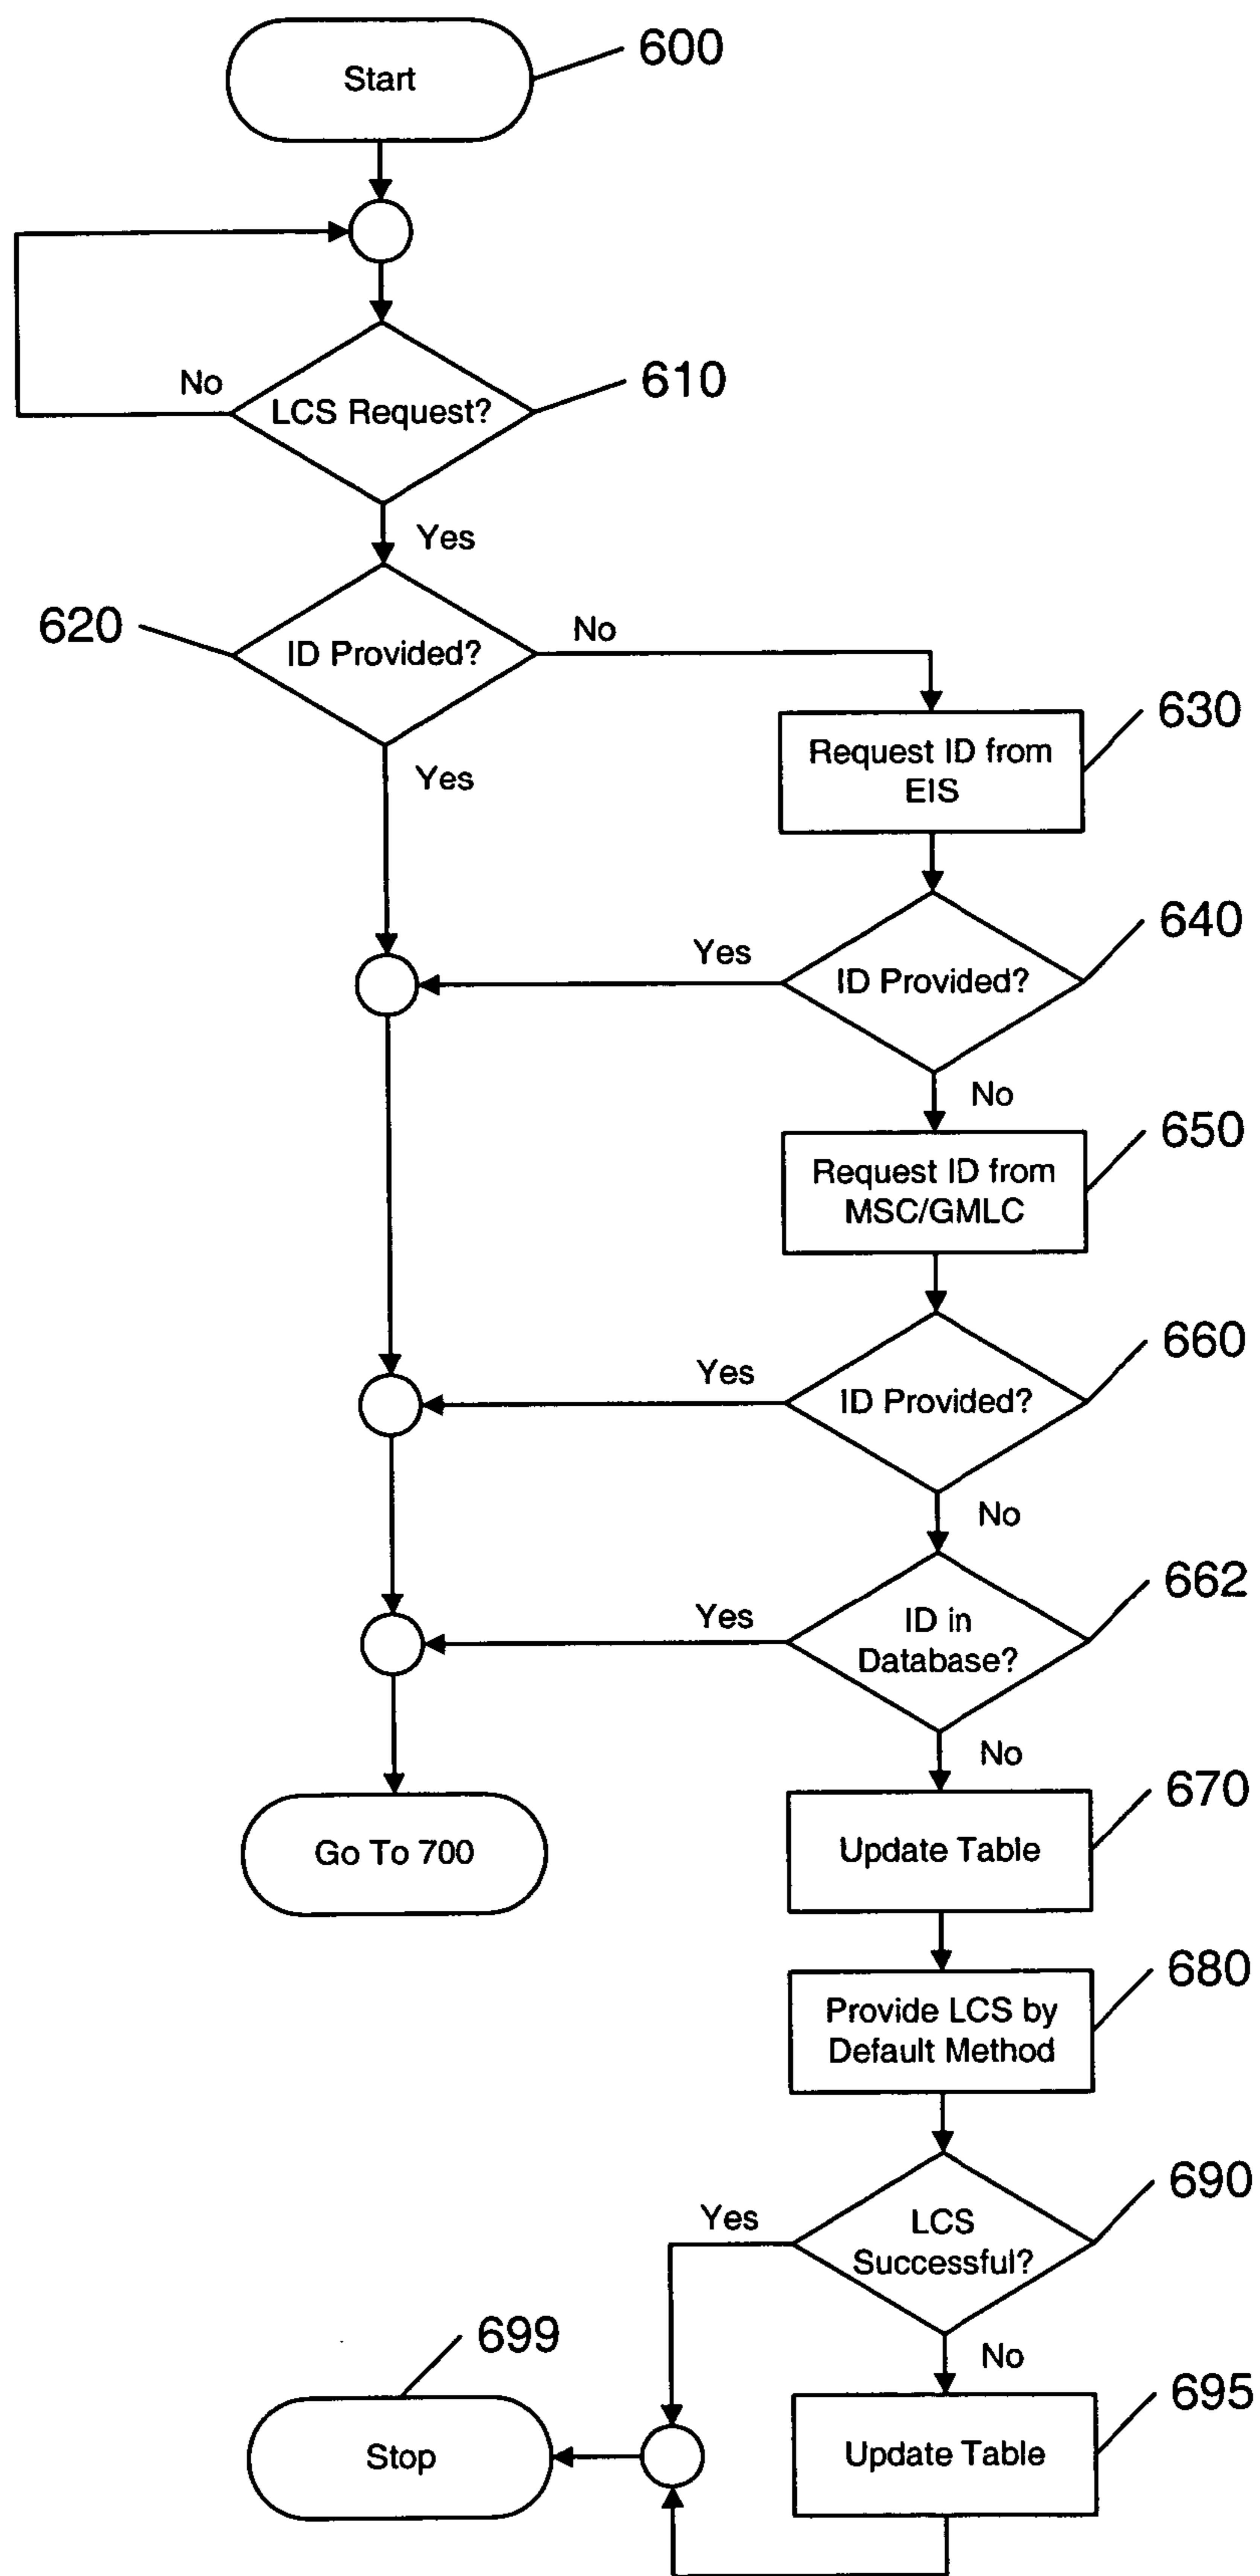 Start
600
No
LCS Request?
610
Yes
620
ID Provided?
No
Yes
Request ID from
EIS
630
Yes
ID Provided?
640
No
Request ID from
MSC/GMLC
650
Yes
ID Provided?
660
No
Yes
ID in
Database?
662
No
Go To 700
Update Table
670
Provide LCS by
Default Method
680
Yes
LCS
Successful?
690
No
699
Stop
Update Table
695